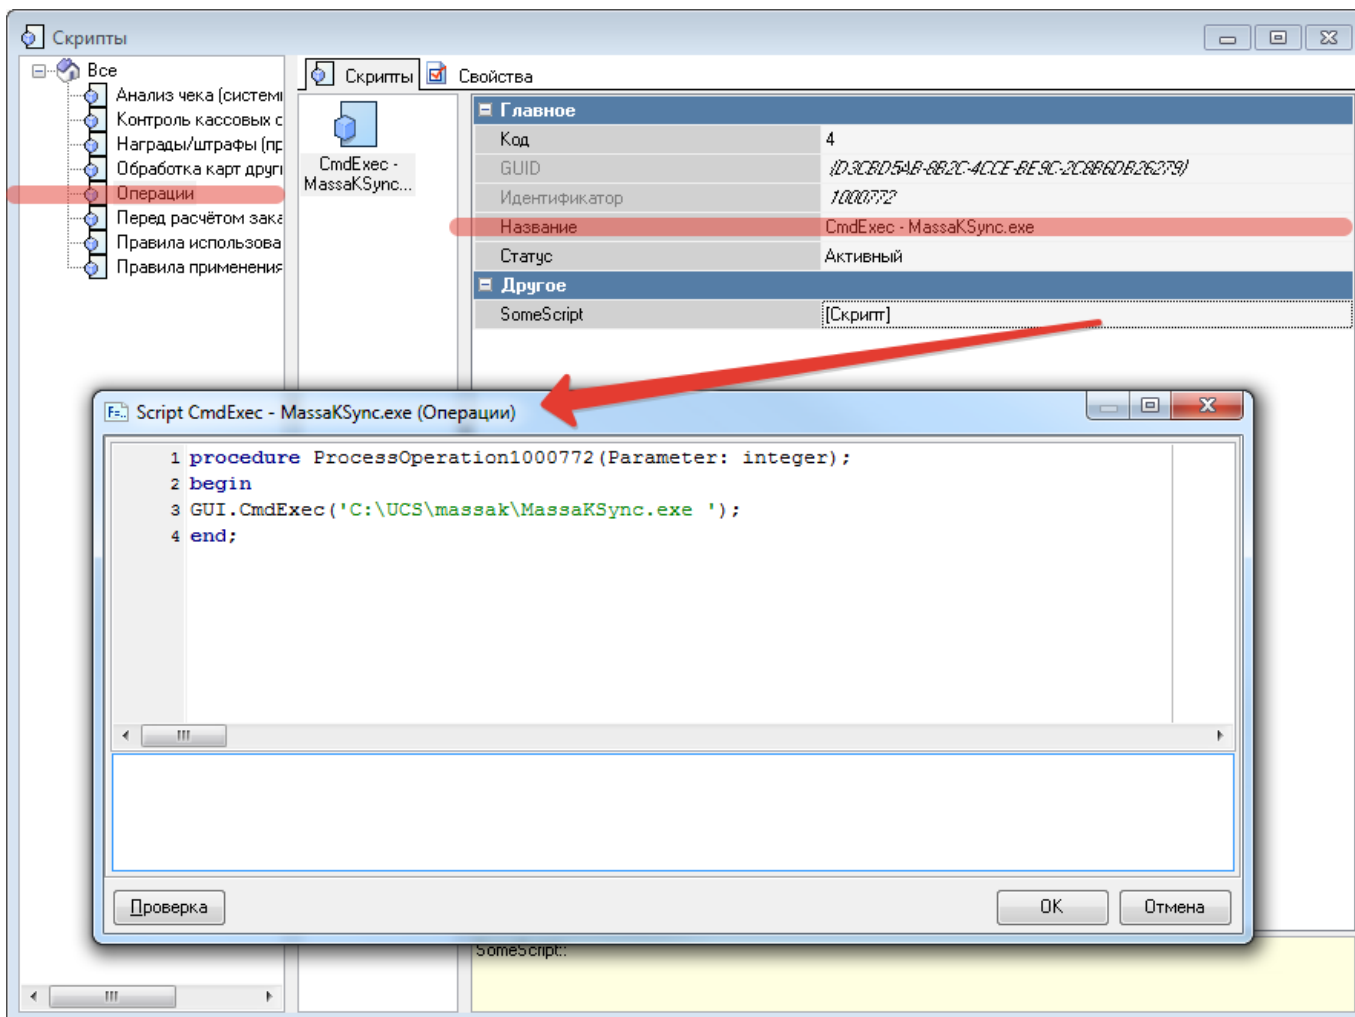 Скрипты
Все
Анализ чека (систем
Контроль кассовых с
Награды/штрафы (пр
Обработка карт друг
Операции
Перед расчётом зака
Правила использова
Правила применения
Скрипты
Свойства
CmdExec -
MassaKSync...
Главное
Код 4
GUID {D3CBD5AB-8B2C-4CCE-BE9C-2C8B6DB26279}
Идентификатор 1000772
Название CmdExec - MassaKSync.exe
Статус Активный
Другое
SomeScript [Скрипт]
Script CmdExec - MassaKSync.exe (Операции)
1 procedure ProcessOperation1000772(Parameter: integer);
2 begin
3 GUI.CmdExec('C:\UCS\massak\MassaKSync.exe ');
4 end;
Проверка
OK
Отмена
SomeScript::